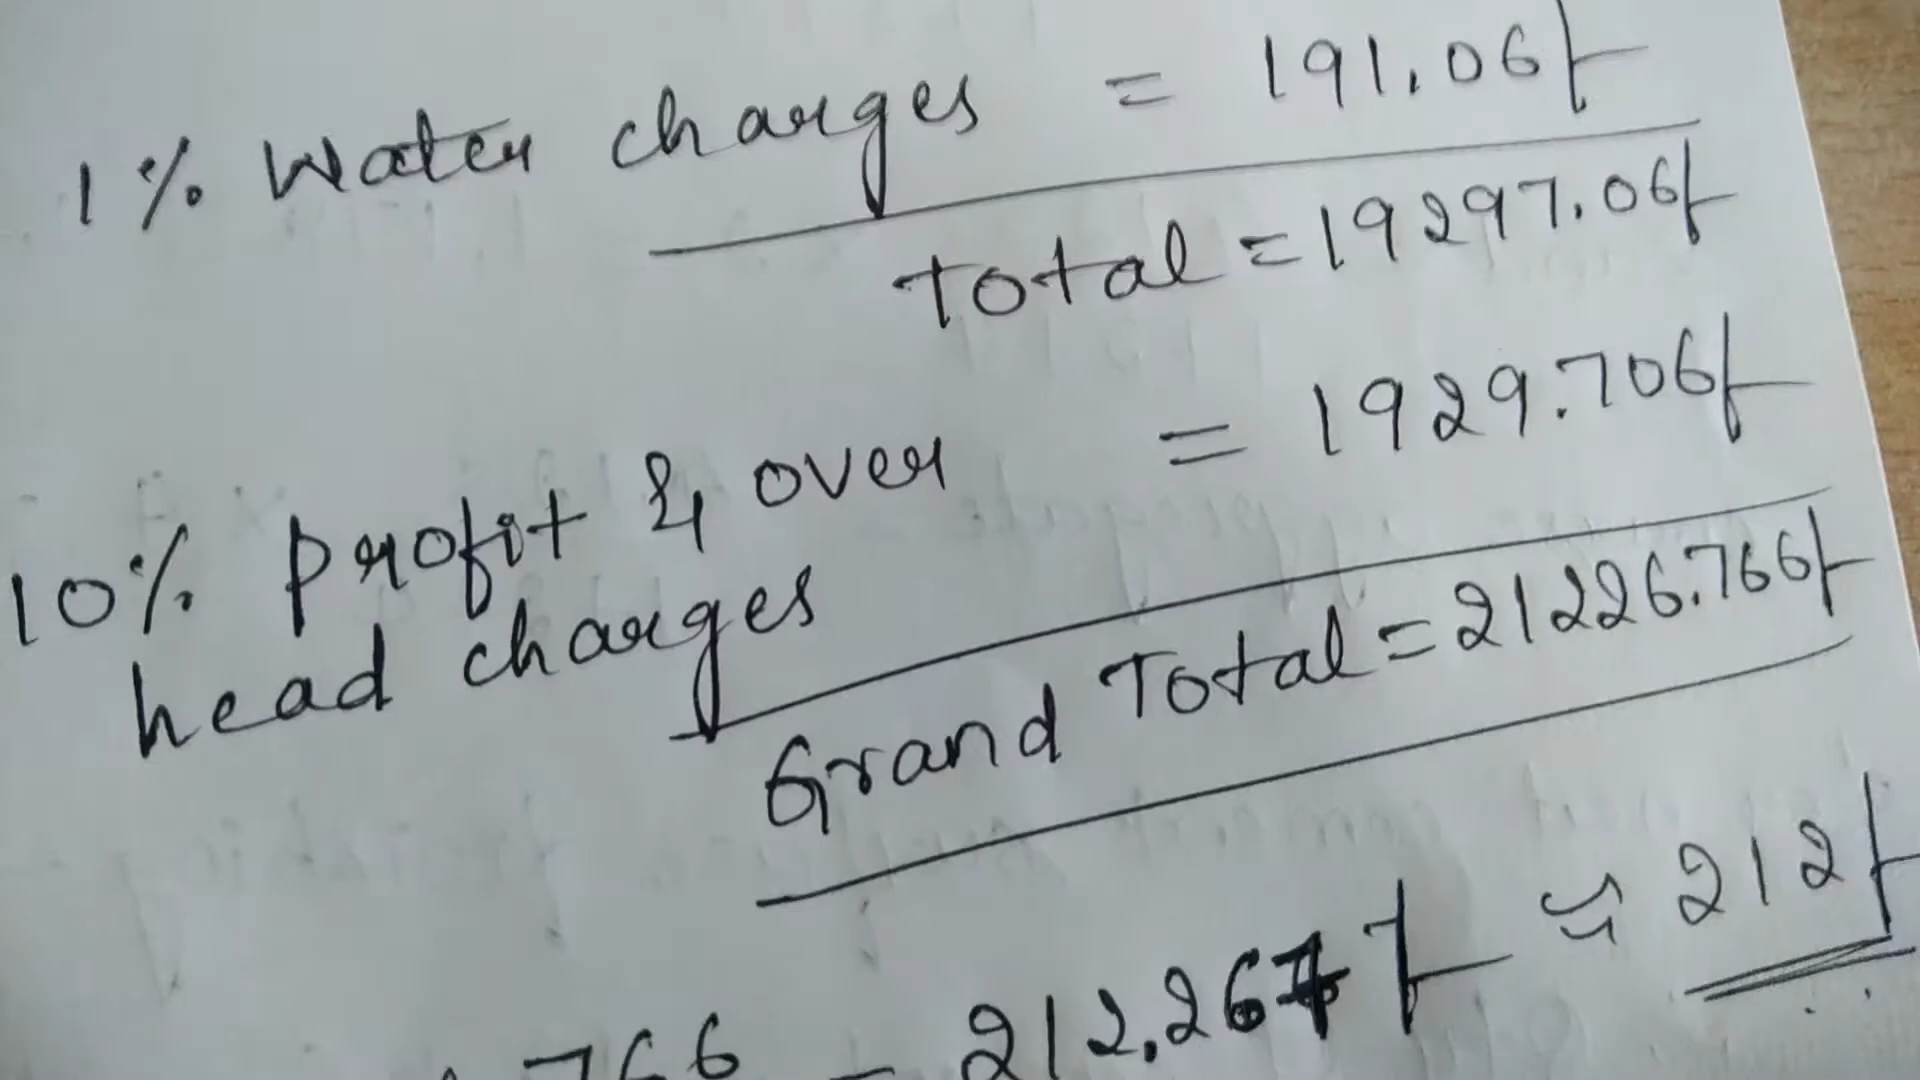 1% Water charges = 191.06/-
Total = 19297.06/-
10% Profit & over = 1929.706/-
head charges
Grand Total = 21226.766/-
≈ 212/-
766 = 212.267/-